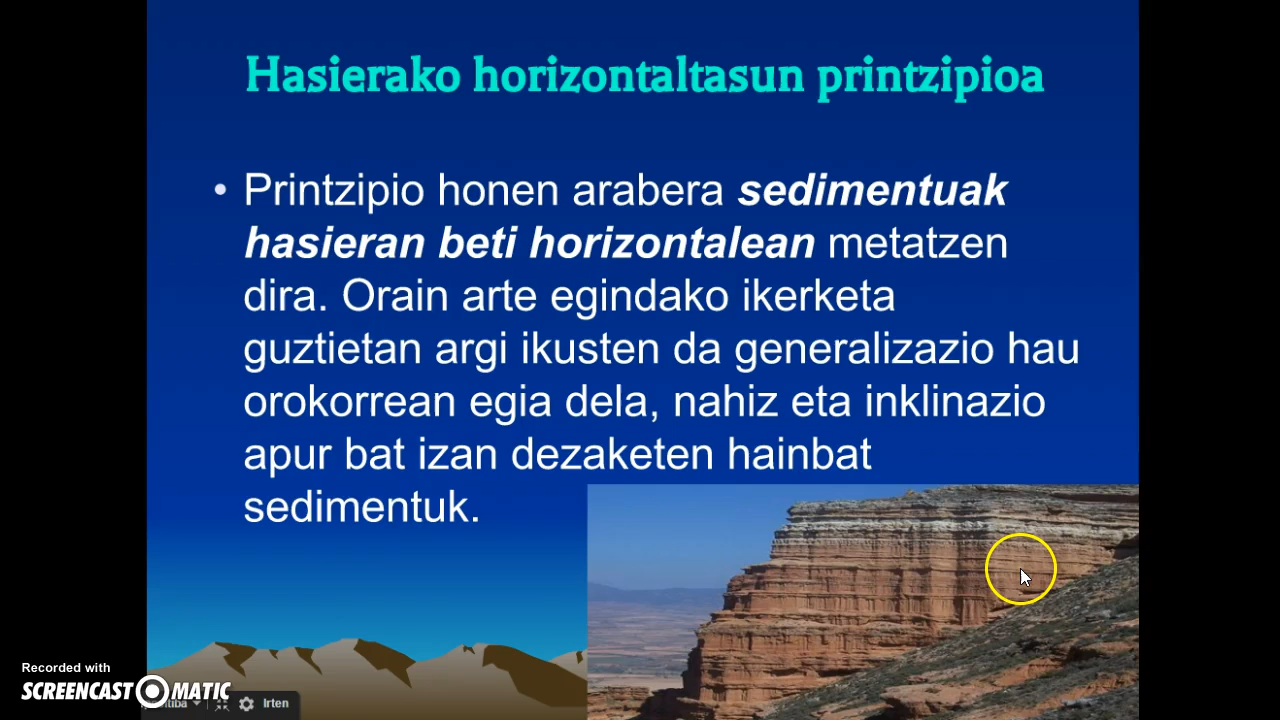 Hasierako horizontaltasun printzipioa
• Printzipio honen arabera sedimentuak
hasieran beti horizontalean metatzen
dira. Orain arte egindako ikerketa
guztietan argi ikusten da generalizazio hau
orokorrean egia dela, nahiz eta inklinazio
apur bat izan dezaketen hainbat
sedimentuk.
Recorded with
SCREENCAST MATIC
Irten